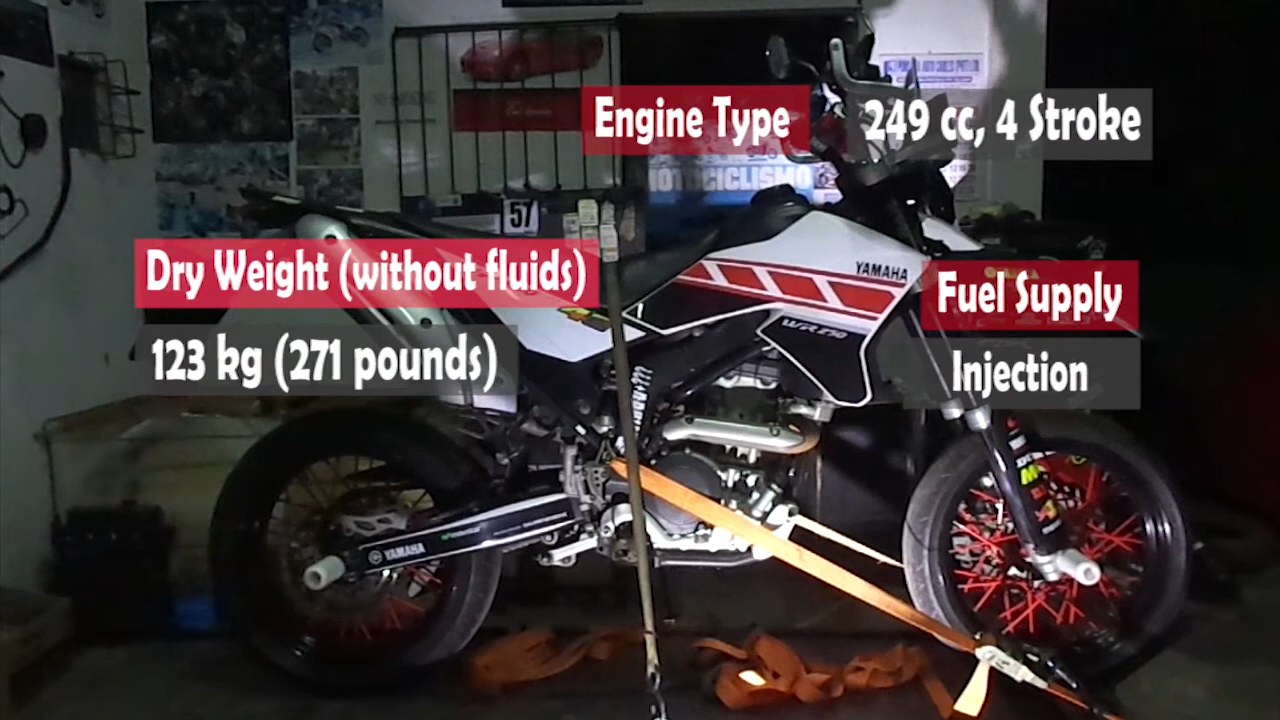 Engine Type
249 cc, 4 Stroke
MOTOCICLISMO
57
Dry Weight (without fluids)
123 kg (271 pounds)
YAMAHA
WR250
Fuel Supply
Injection
YAMAHA